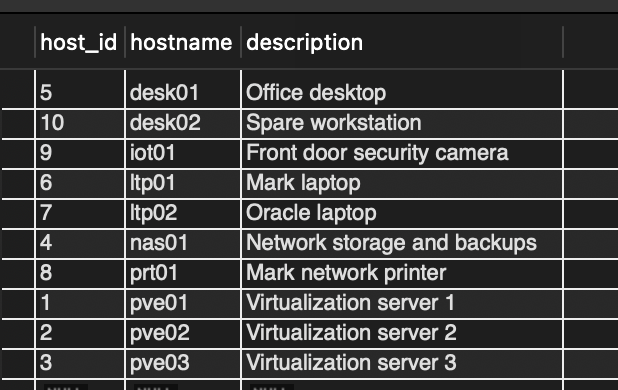 host_id hostname description
5 desk01 Office desktop
10 desk02 Spare workstation
9 iot01 Front door security camera
6 ltp01 Mark laptop
7 ltp02 Oracle laptop
4 nas01 Network storage and backups
8 prt01 Mark network printer
1 pve01 Virtualization server 1
2 pve02 Virtualization server 2
3 pve03 Virtualization server 3